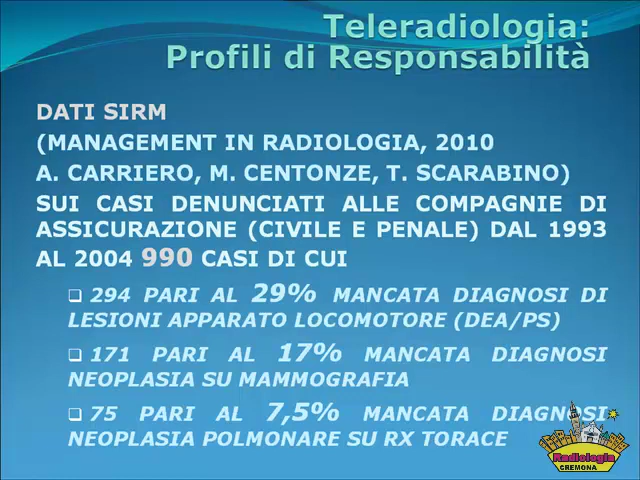 Teleradiologia:
Profili di Responsabilità
DATI SIRM
(MANAGEMENT IN RADIOLOGIA, 2010
A. CARRIERO, M. CENTONZE, T. SCARABINO)
SUI CASI DENUNCIATI ALLE COMPAGNIE DI
ASSICURAZIONE (CIVILE E PENALE) DAL 1993
AL 2004 990 CASI DI CUI
❑ 294 PARI AL 29% MANCATA DIAGNOSI DI
LESIONI APPARATO LOCOMOTORE (DEA/PS)
❑ 171 PARI AL 17% MANCATA DIAGNOSI
NEOPLASIA SU MAMMOGRAFIA
❑ 75 PARI AL 7,5% MANCATA DIAGNOSI
NEOPLASIA POLMONARE SU RX TORACE
Radiologia
CREMONA